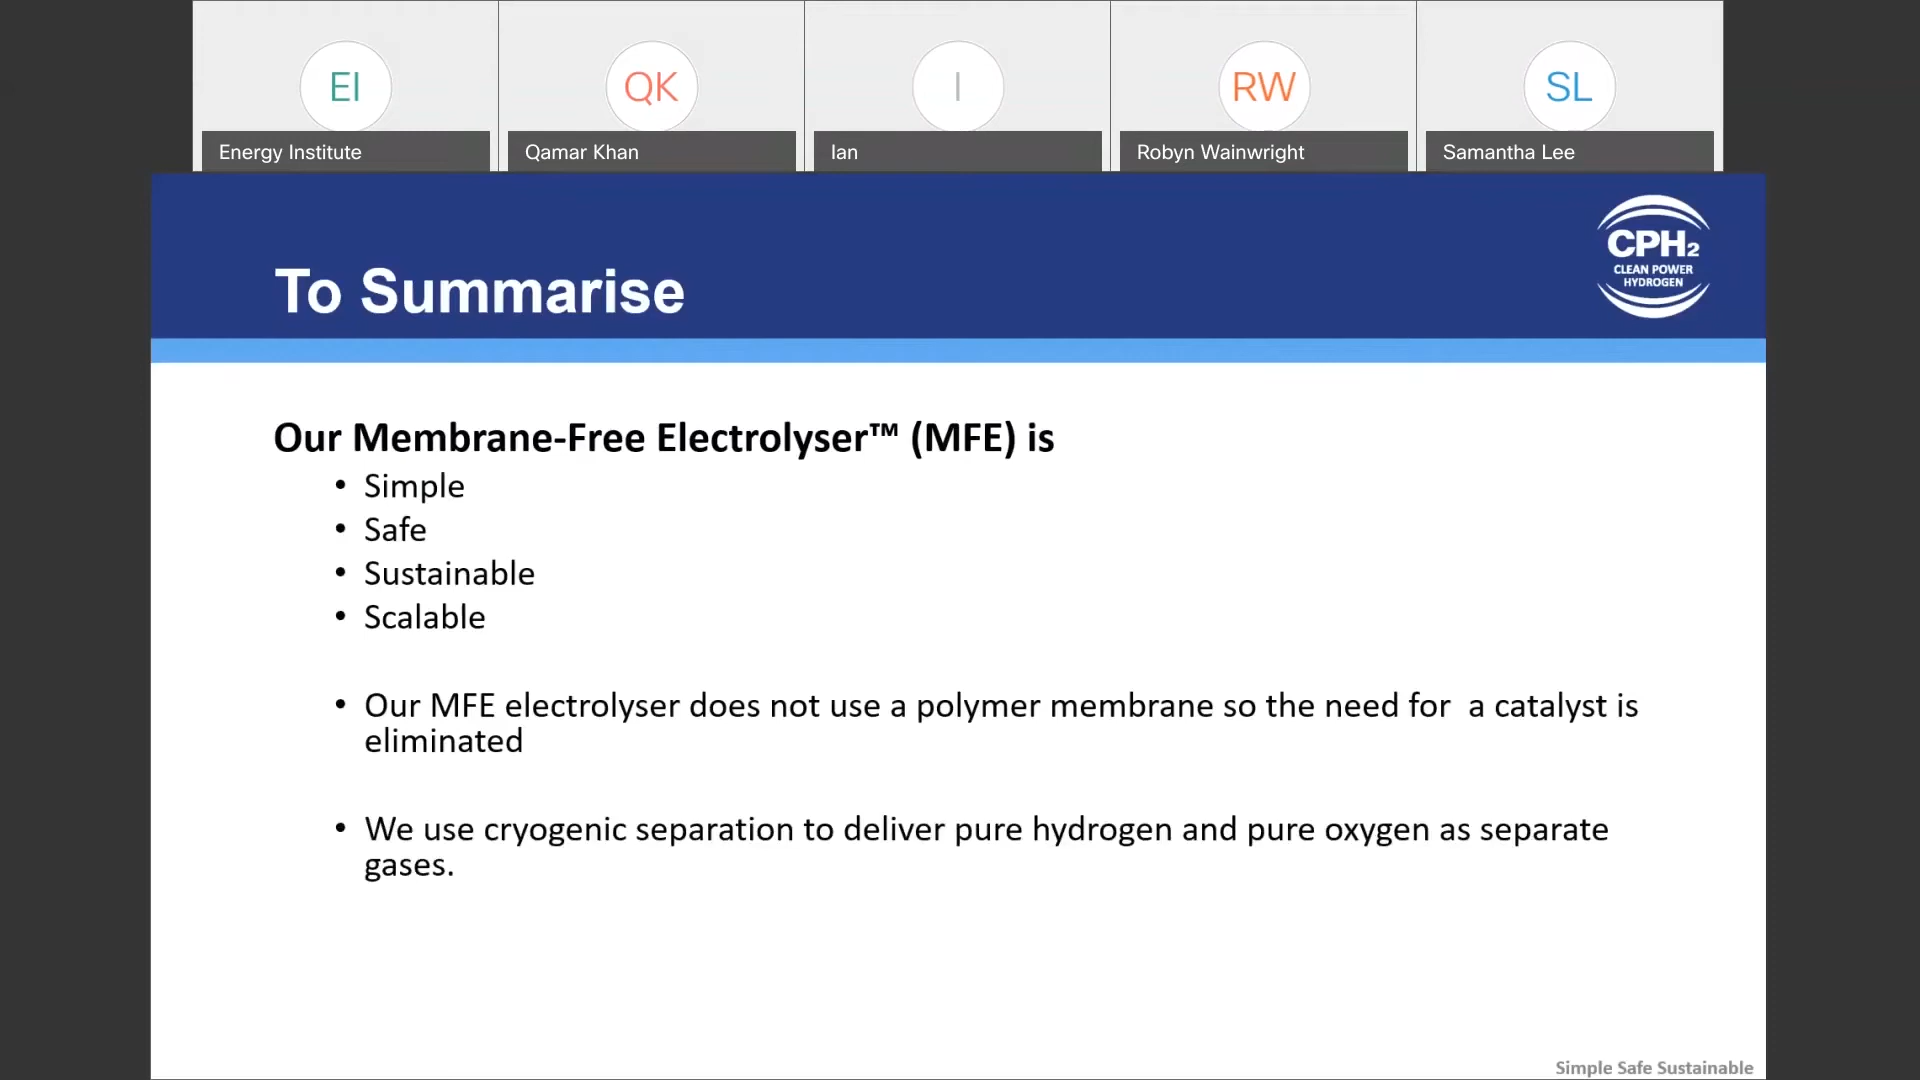 EI
QK
I
RW
SL
Energy Institute
Qamar Khan
Ian
Robyn Wainwright
Samantha Lee
CPH₂
CLEAN POWER
HYDROGEN
To Summarise
Our Membrane-Free Electrolyser™ (MFE) is
• Simple
• Safe
• Sustainable
• Scalable
• Our MFE electrolyser does not use a polymer membrane so the need for  a catalyst is
eliminated
• We use cryogenic separation to deliver pure hydrogen and pure oxygen as separate
gases.
Simple Safe Sustainable